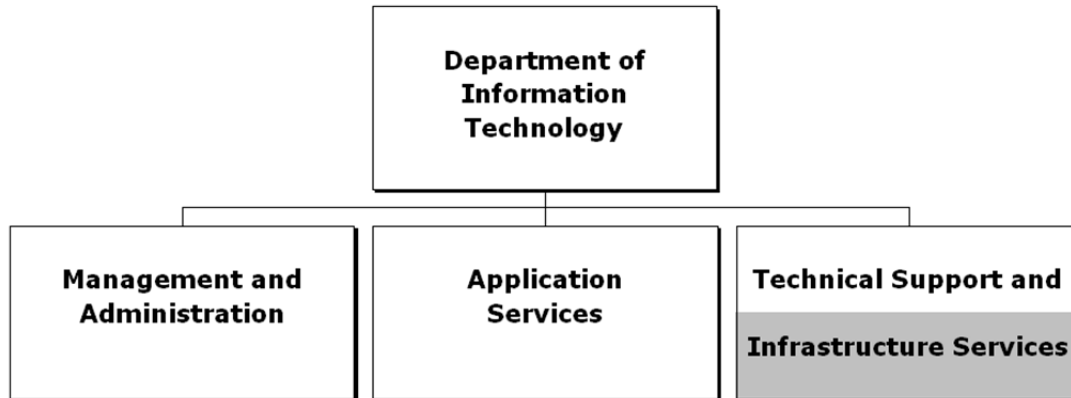 Department of
Information
Technology
Management and
Administration
Application
Services
Technical Support and
Infrastructure Services